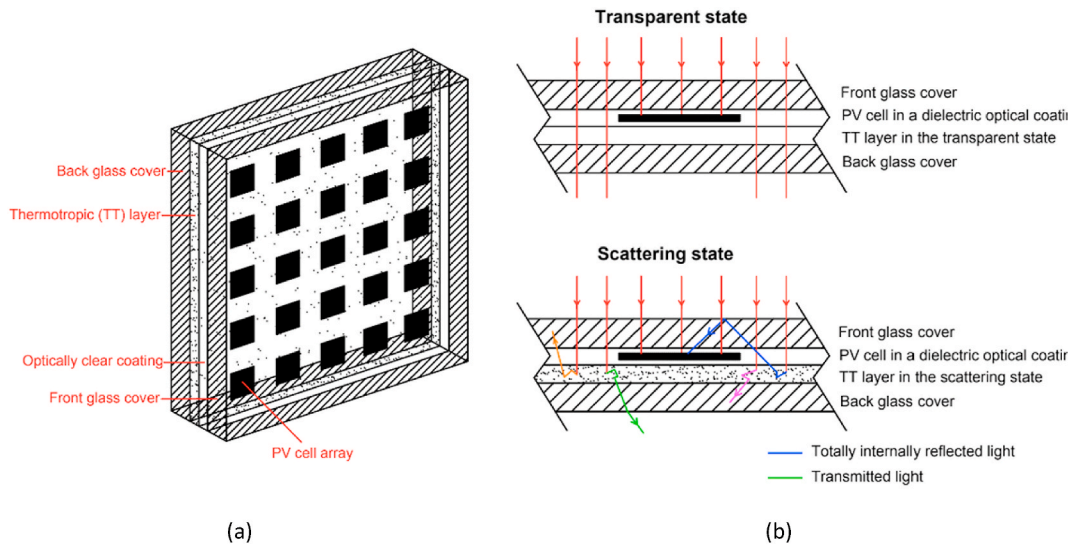 Back glass cover
Thermotropic (TT) layer
Optically clear coating
Front glass cover
PV cell array
(a)
Transparent state
Front glass cover
PV cell in a dielectric optical coati
TT layer in the transparent state
Back glass cover
Scattering state
Front glass cover
PV cell in a dielectric optical coati
TT layer in the scattering state
Back glass cover
Totally internally reflected light
Transmitted light
(b)